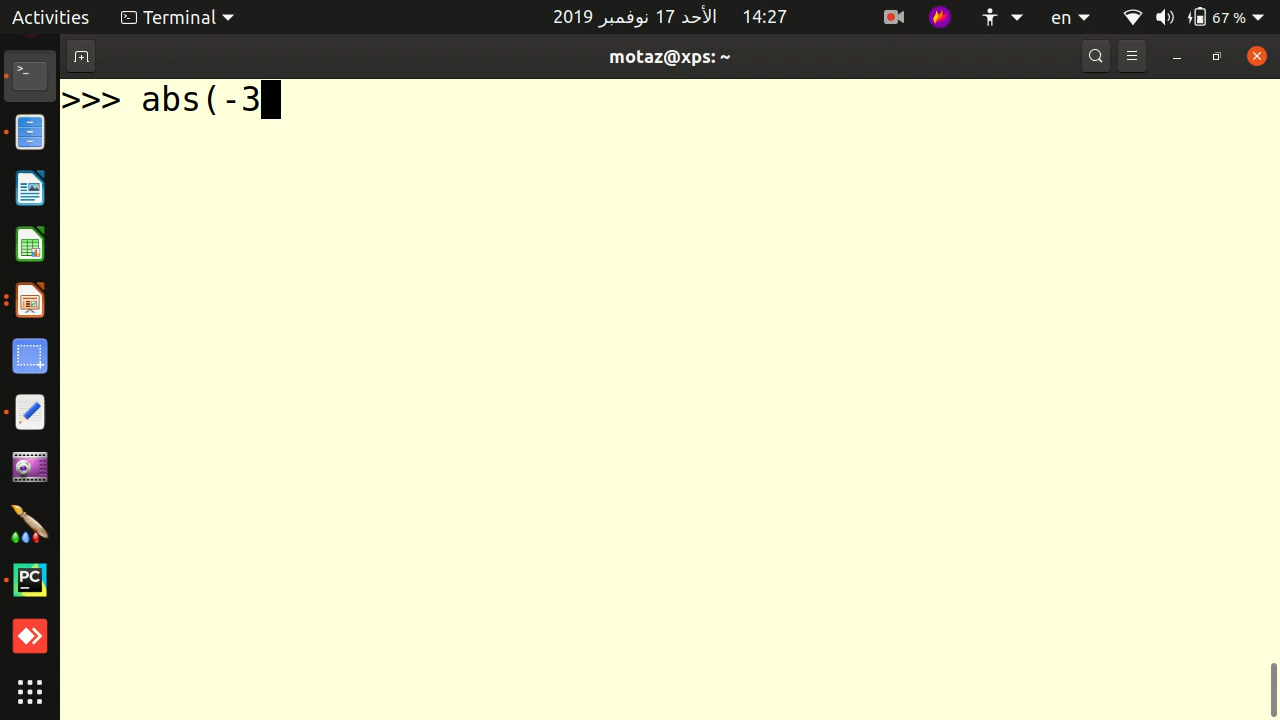 Activities Terminal الأحد 17 نوفمبر 2019 14:27 en 67 %
motaz@xps: ~
>>> abs(-3
>_
PC